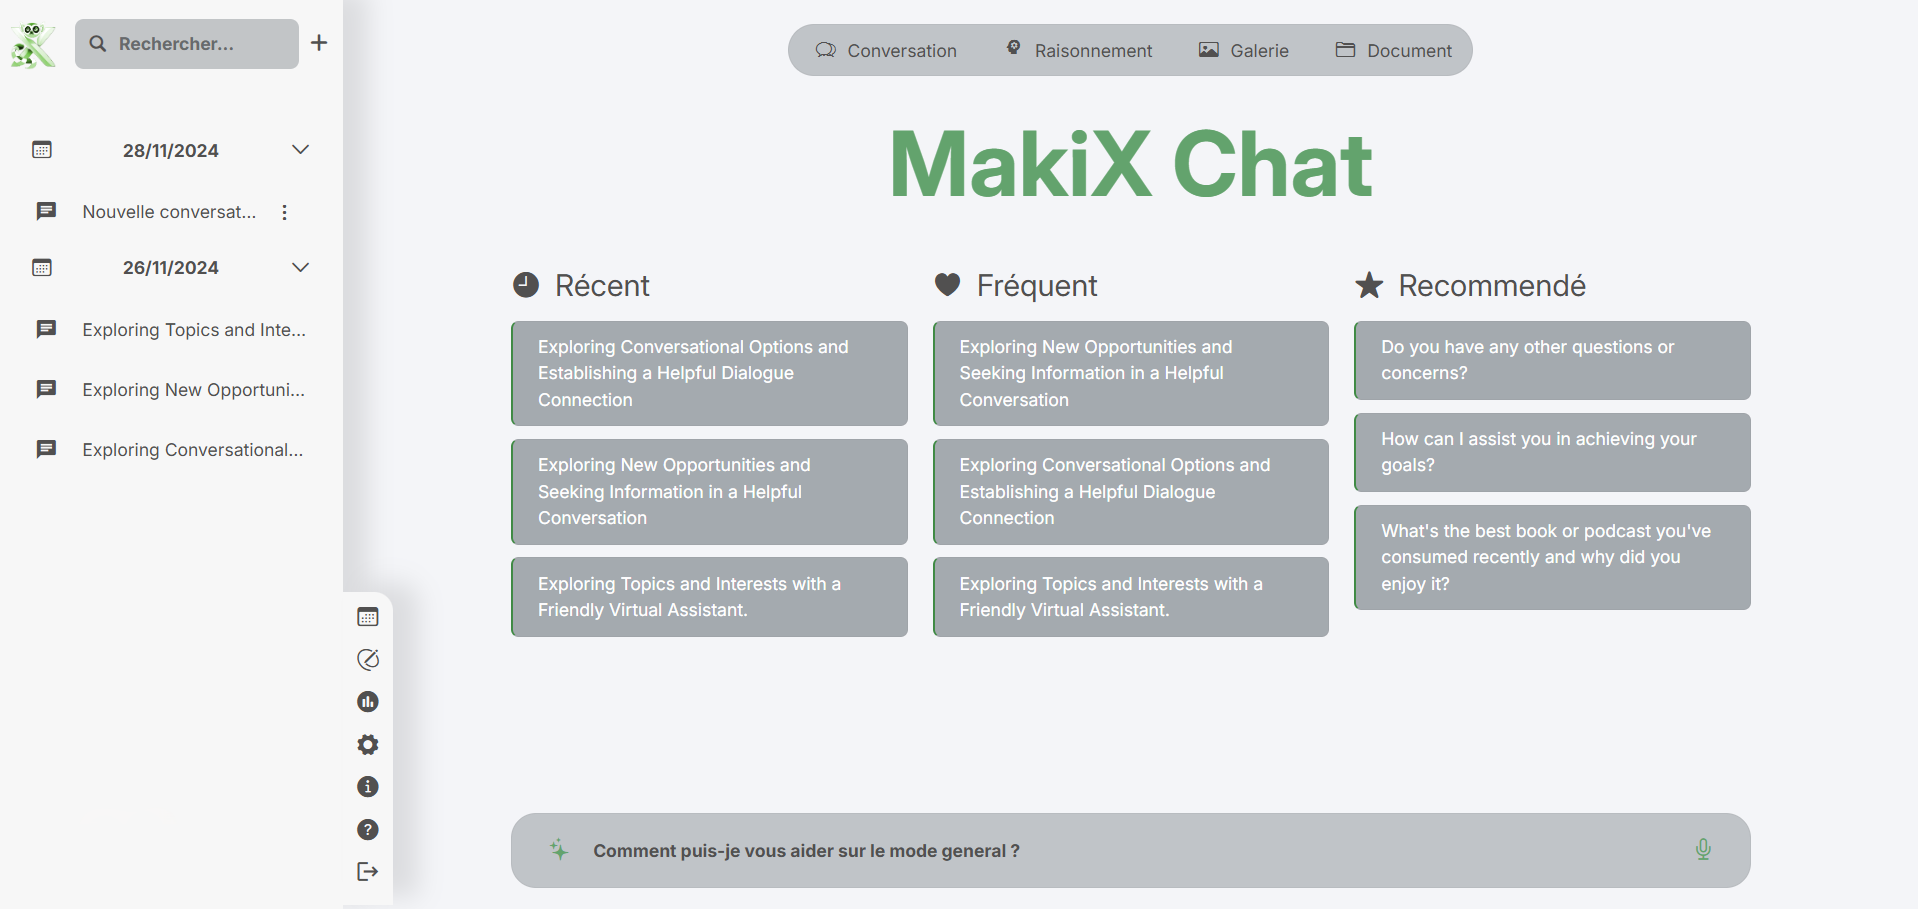 Rechercher...
28/11/2024
Nouvelle conversat...
26/11/2024
Exploring Topics and Inte...
Exploring New Opportuni...
Exploring Conversational...
Conversation
Raisonnement
Galerie
Document
MakiX Chat
Récent
Exploring Conversational Options and
Establishing a Helpful Dialogue
Connection
Exploring New Opportunities and
Seeking Information in a Helpful
Conversation
Exploring Topics and Interests with a
Friendly Virtual Assistant.
Fréquent
Exploring New Opportunities and
Seeking Information in a Helpful
Conversation
Exploring Conversational Options and
Establishing a Helpful Dialogue
Connection
Exploring Topics and Interests with a
Friendly Virtual Assistant.
Recommendé
Do you have any other questions or
concerns?
How can I assist you in achieving your
goals?
What's the best book or podcast you've
consumed recently and why did you
enjoy it?
Comment puis-je vous aider sur le mode general ?